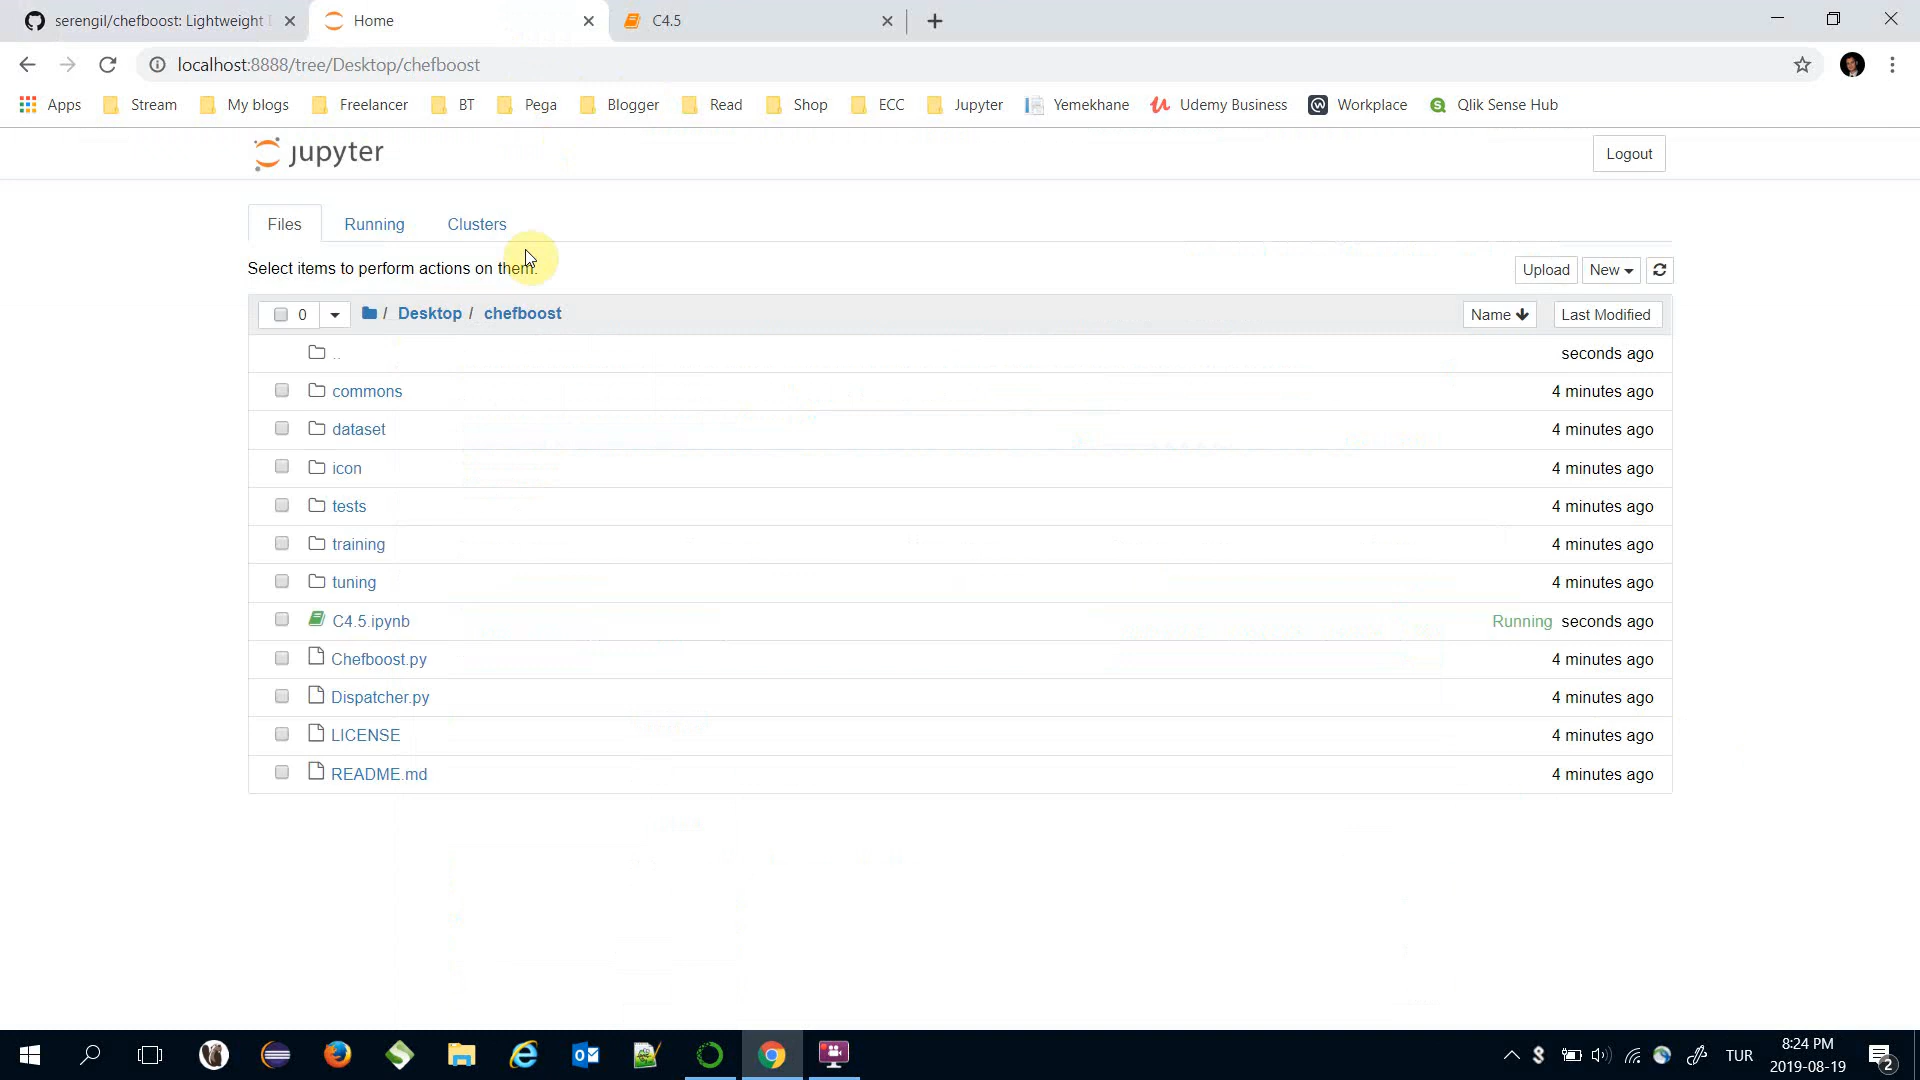 serengil/chefboost: Lightweight
Home
C4.5
localhost:8888/tree/Desktop/chefboost
Apps Stream My blogs Freelancer BT Pega Blogger Read Shop ECC Jupyter Yemekhane Udemy Business Workplace Qlik Sense Hub
jupyter
Logout
Files Running Clusters
Select items to perform actions on them.
Upload New
0 / Desktop / chefboost Name Last Modified
.. seconds ago
commons 4 minutes ago
dataset 4 minutes ago
icon 4 minutes ago
tests 4 minutes ago
training 4 minutes ago
tuning 4 minutes ago
C4.5.ipynb Running seconds ago
Chefboost.py 4 minutes ago
Dispatcher.py 4 minutes ago
LICENSE 4 minutes ago
README.md 4 minutes ago
TUR
8:24 PM
2019-08-19
2